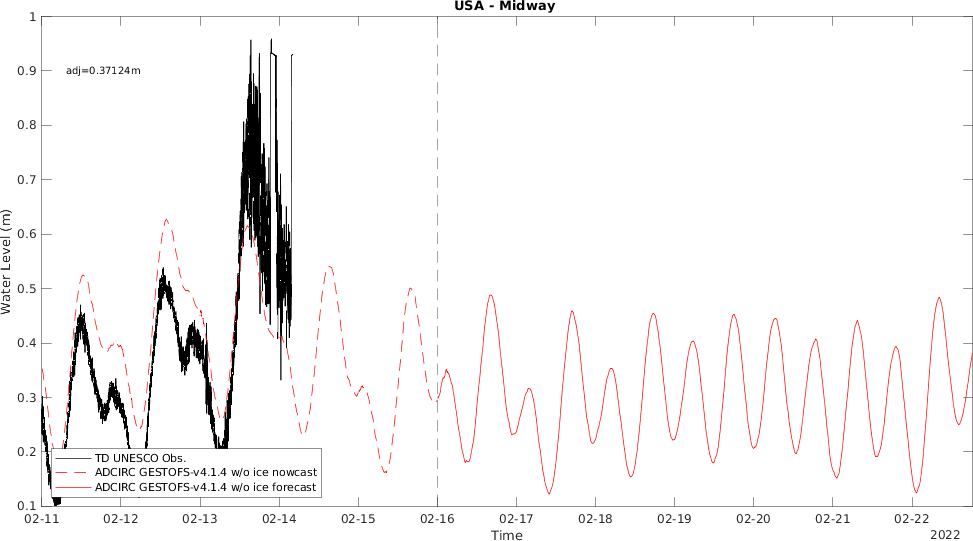 USA - Midway
1
0.9
0.8
0.7
0.6
0.5
0.4
0.3
0.2
0.1
Water Level (m)
adj=0.37124m
TD UNESCO Obs.
ADCIRC GESTOFS-v4.1.4 w/o ice nowcast
ADCIRC GESTOFS-v4.1.4 w/o ice forecast
02-11 02-12 02-13 02-14 02-15 02-16 02-17 02-18 02-19 02-20 02-21 02-22
Time
2022